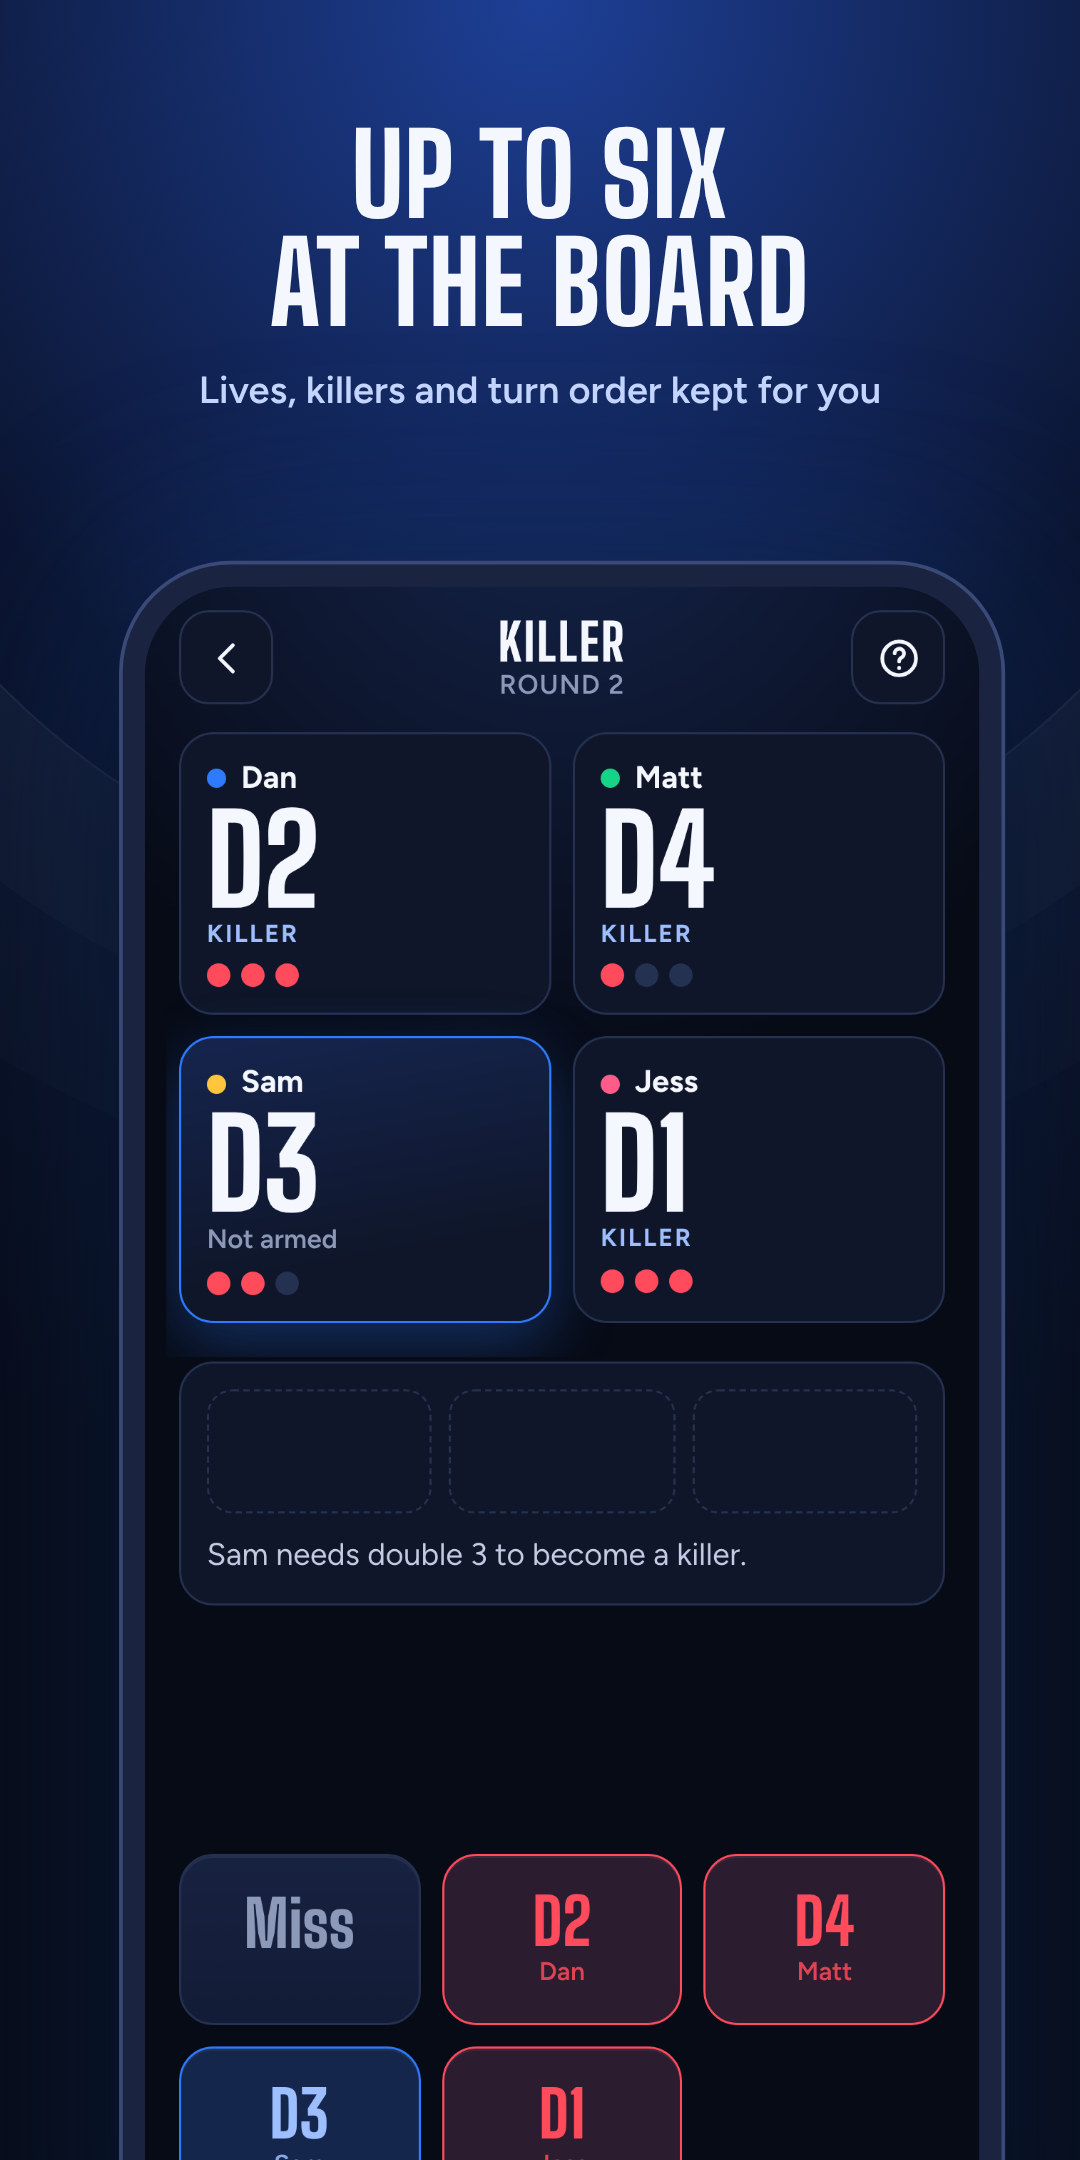 UP TO SIX
AT THE BOARD
Lives, killers and turn order kept for you
KILLER
ROUND 2
Dan
D2
KILLER
Matt
D4
KILLER
Sam
D3
Not armed
Jess
D1
KILLER
Sam needs double 3 to become a killer.
Miss
D2
Dan
D4
Matt
D3
D1